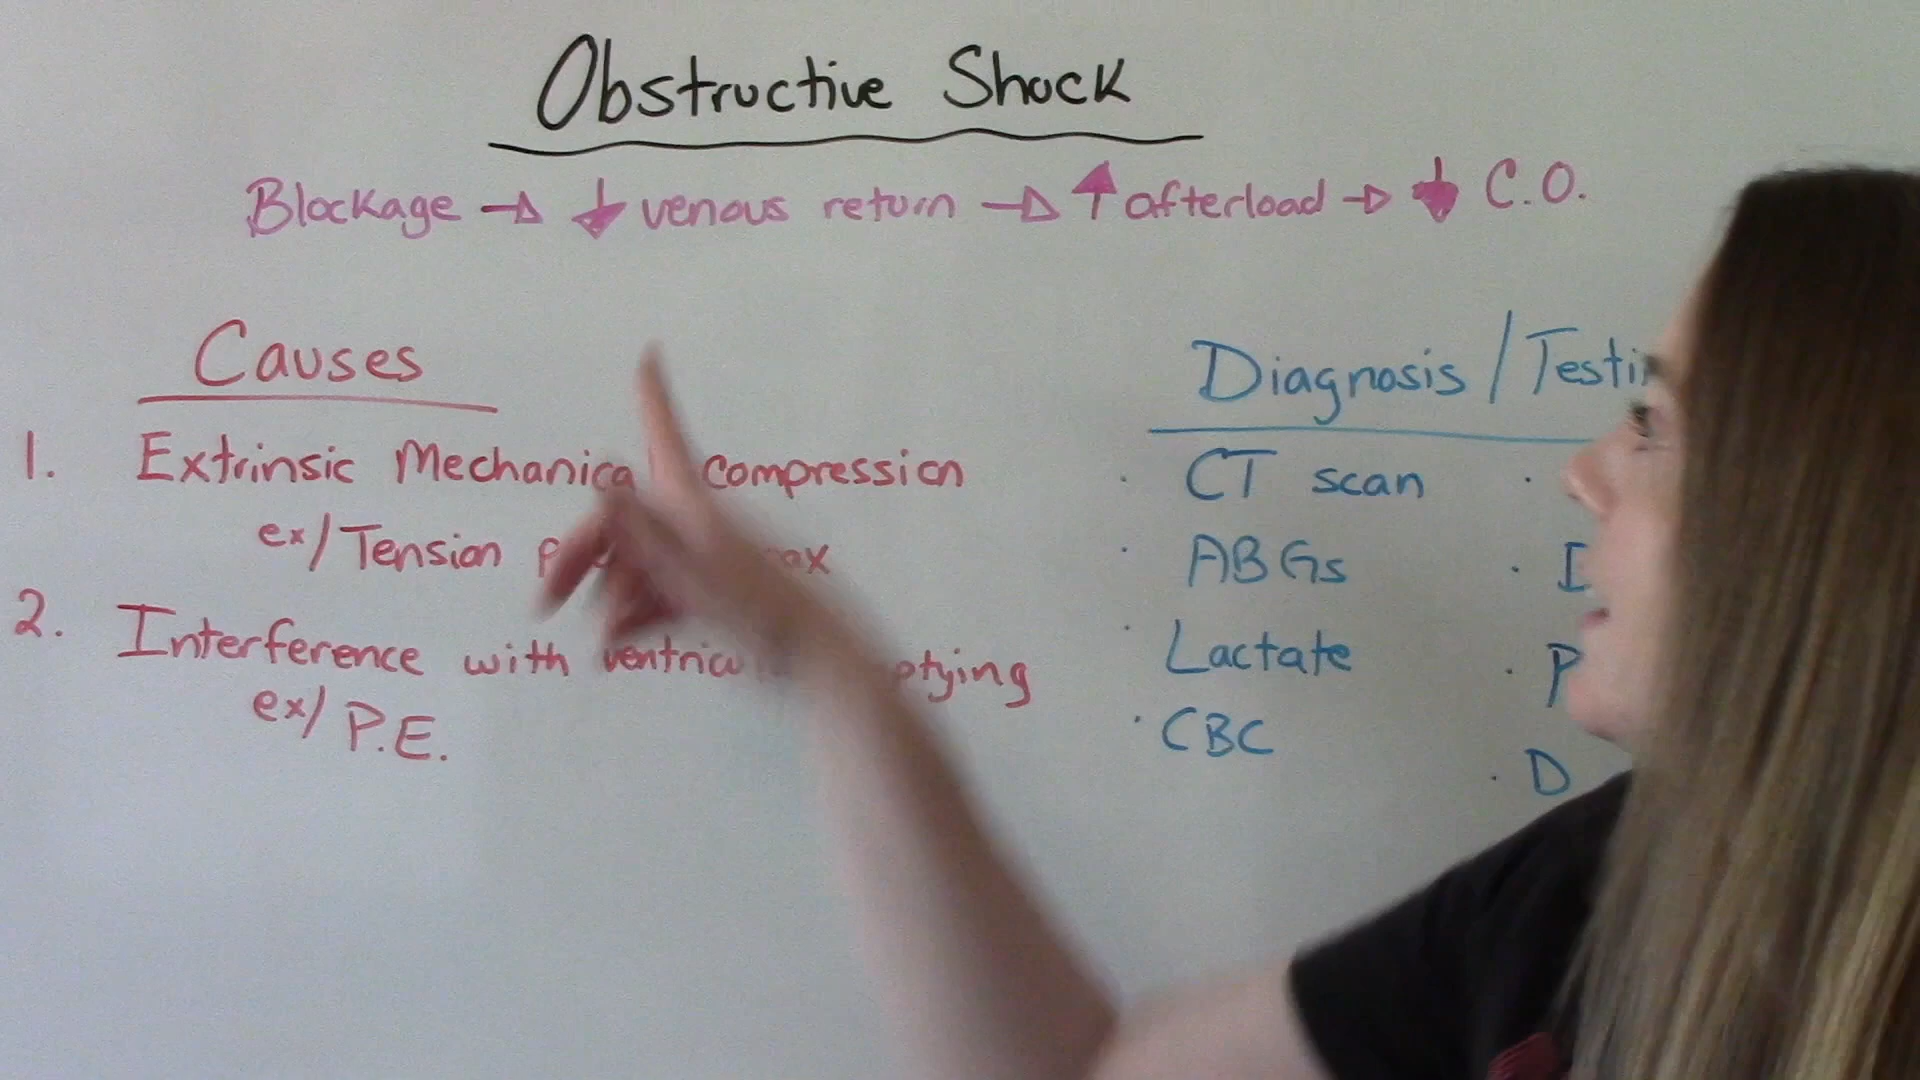 Obstructive Shock
Blockage → ↓ venous return → ↑ afterload → ↓ C.O.
Causes
1. Extrinsic Mechanica compression
ex/ Tension
2. Interference with
ex/ P.E.
Diagnosis / Testi
· CT scan ·
· ABGs · I
· Lactate · P
· CBC · D